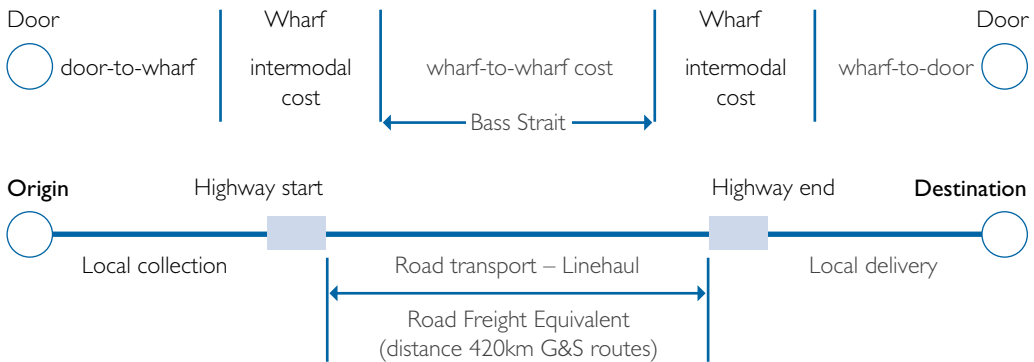 Door Wharf Wharf Door
door-to-wharf intermodal cost wharf-to-wharf cost intermodal cost wharf-to-door
Bass Strait
Origin Highway start Highway end Destination
Local collection Road transport – Linehaul Local delivery
Road Freight Equivalent
(distance 420km G&S routes)